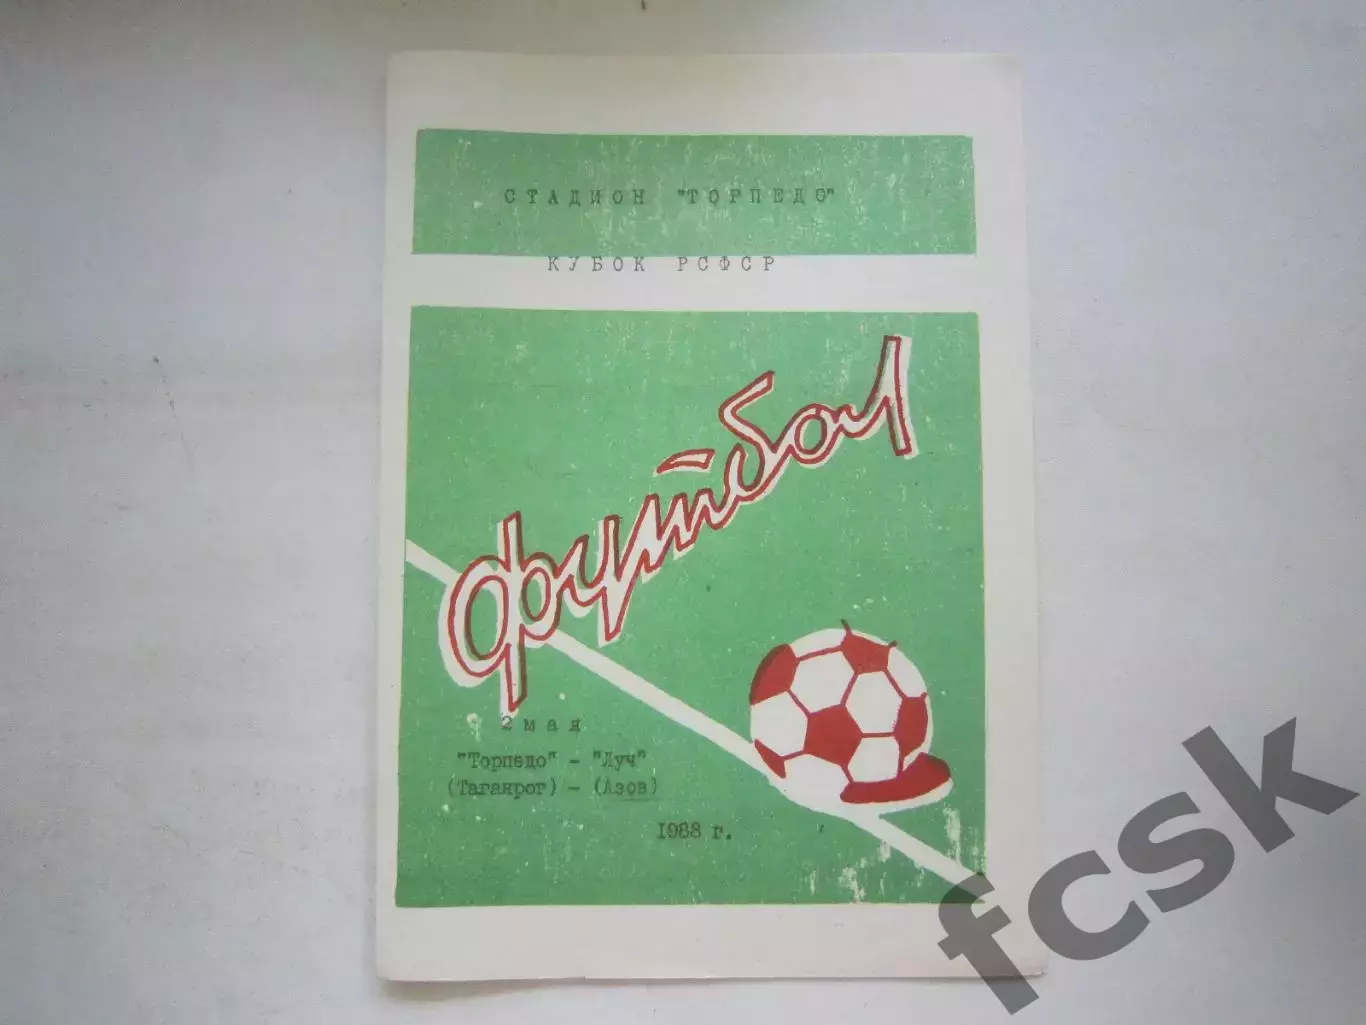 СТАДИОН "ТОРПЕДО"
КУБОК РСФСР
Футбол
2 мая
"Торпедо" - "Луч"
(Таганрог) - (Азов)
1988 г.
fcsk